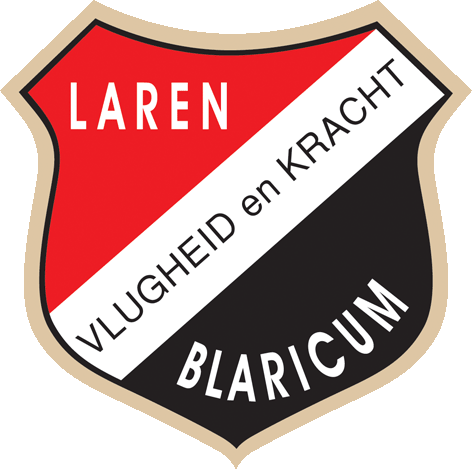 LAREN
VLUGHEID en KRACHT
BLARICUM